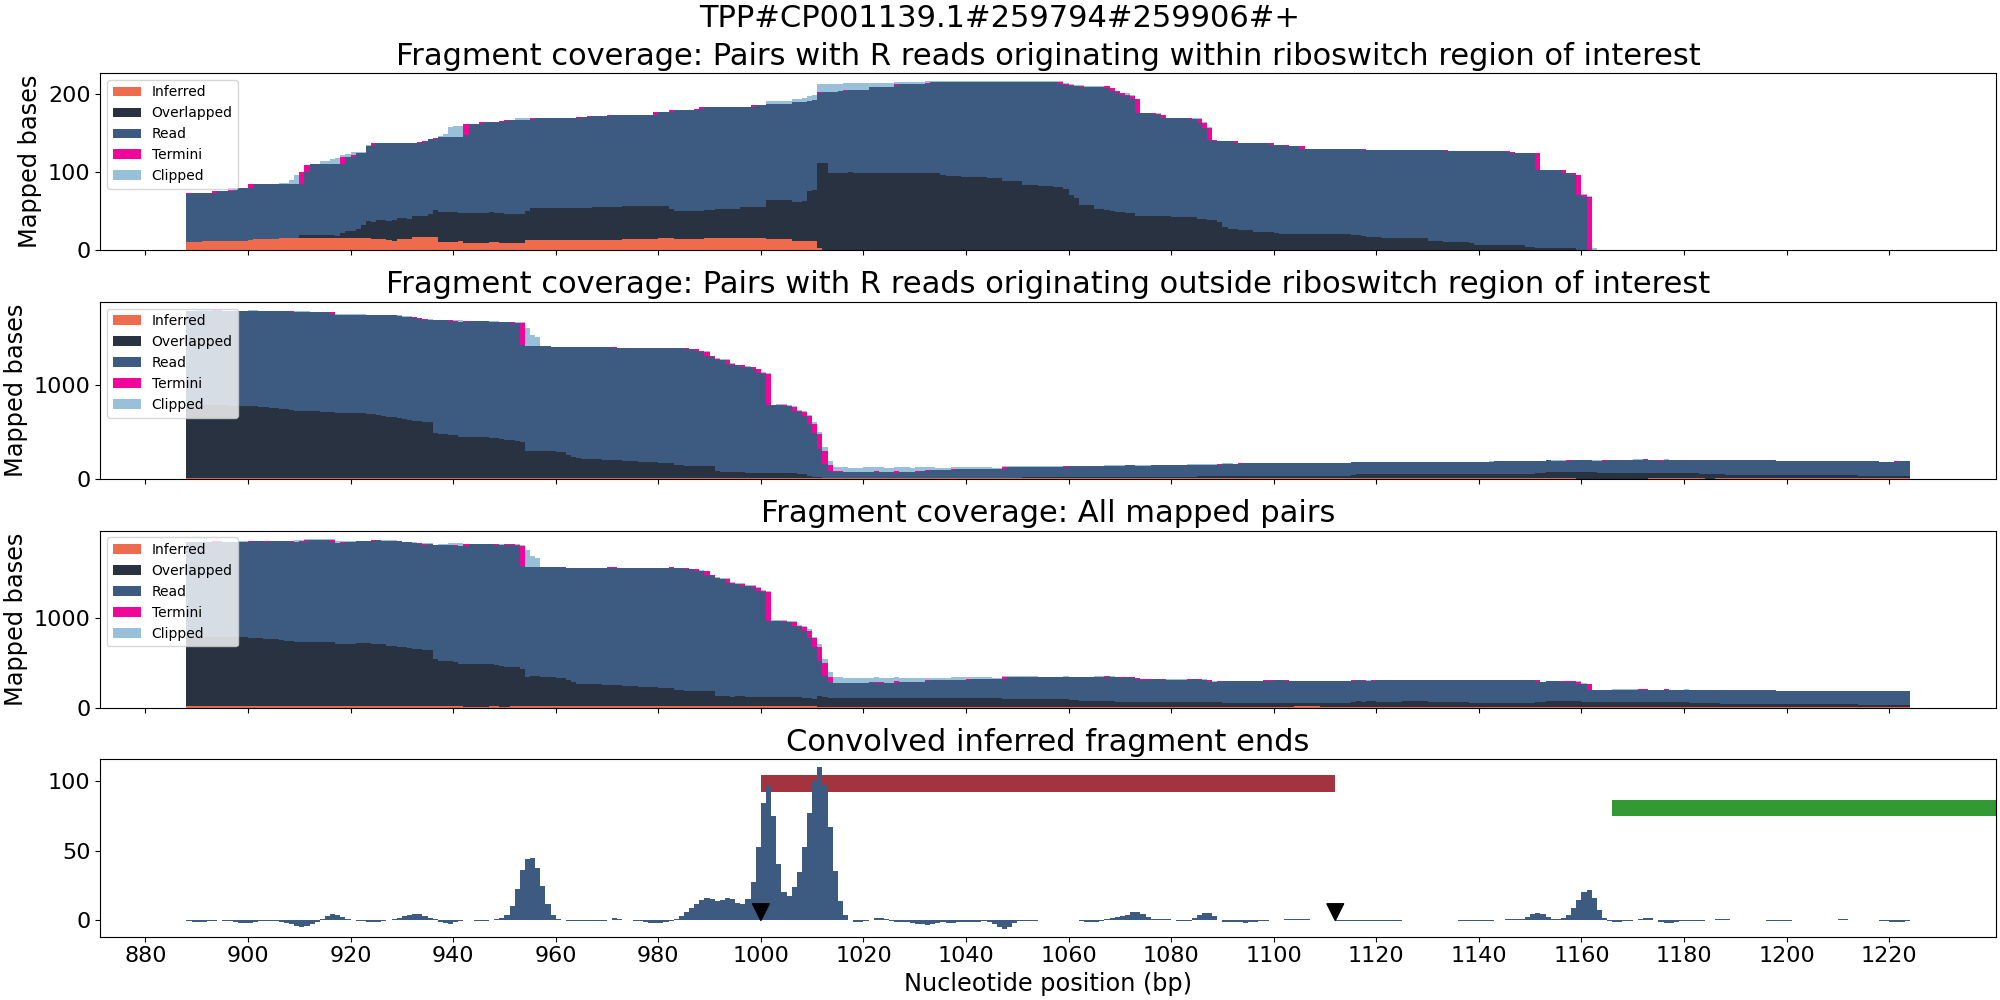 TPP#CP001139.1#259794#259906#+
Fragment coverage: Pairs with R reads originating within riboswitch region of interest
Mapped bases
200
100
0
Inferred
Overlapped
Read
Termini
Clipped
Fragment coverage: Pairs with R reads originating outside riboswitch region of interest
Mapped bases
1000
0
Inferred
Overlapped
Read
Termini
Clipped
Fragment coverage: All mapped pairs
Mapped bases
1000
0
Inferred
Overlapped
Read
Termini
Clipped
Convolved inferred fragment ends
100
50
0
880 900 920 940 960 980 1000 1020 1040 1060 1080 1100 1120 1140 1160 1180 1200 1220
Nucleotide position (bp)